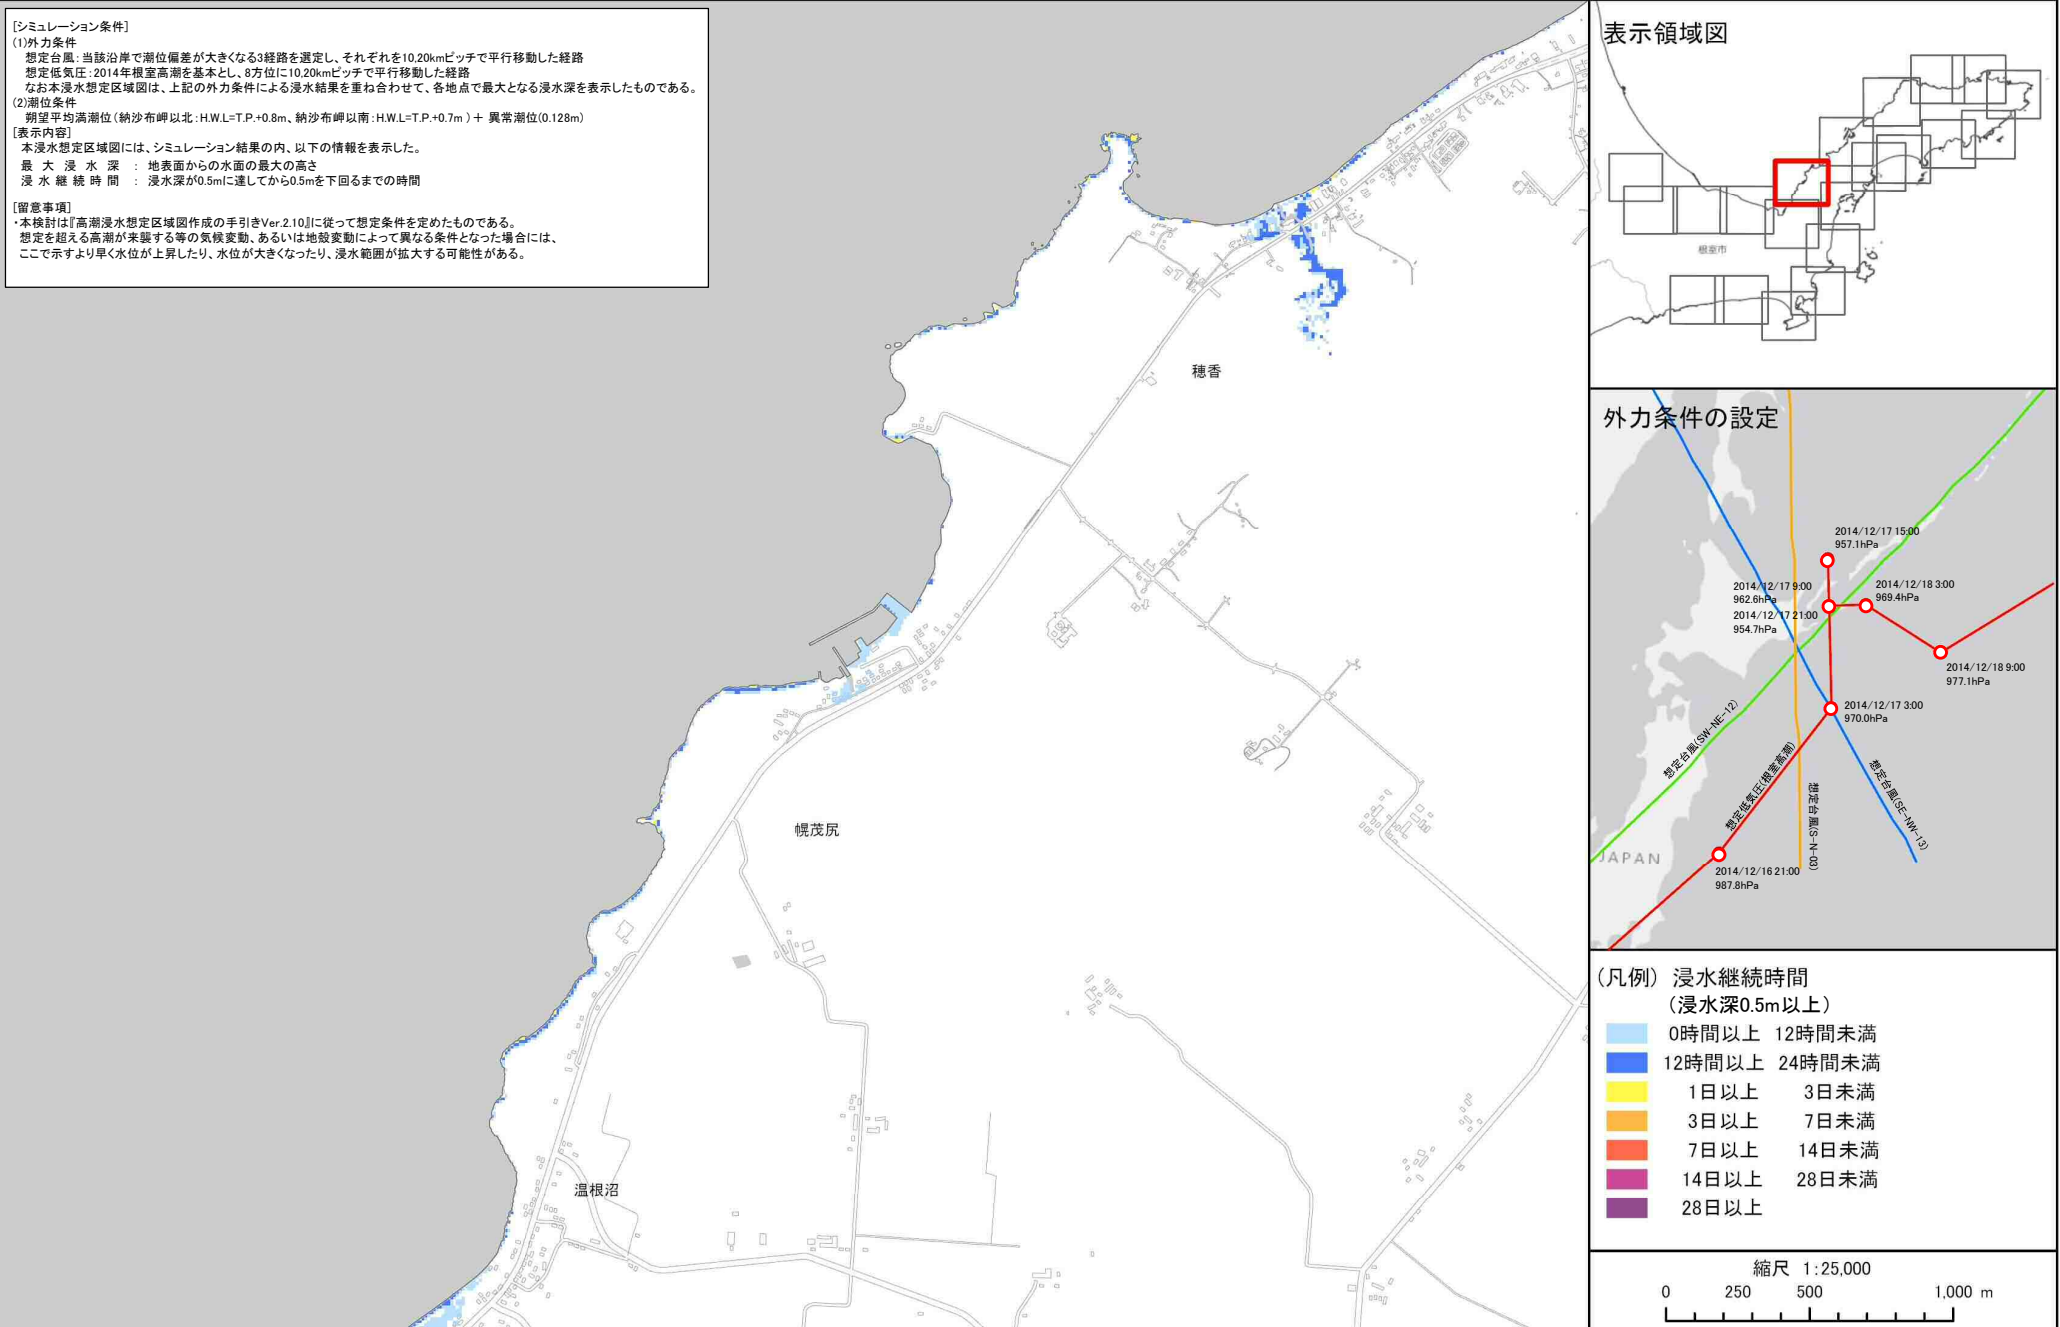 [シミュレーション条件]
(1)外力条件
想定台風:当該沿岸で潮位偏差が大きくなる3経路を選定し、それぞれを10,20kmピッチで平行移動した経路
想定低気圧:2014年根室高潮を基本とし、8方位に10,20kmピッチで平行移動した経路
なお本浸水想定区域図は、上記の外力条件による浸水結果を重ね合わせて、各地点で最大となる浸水深を表示したものである。
(2)潮位条件
朔望平均満潮位(納沙布岬以北:H.W.L=T.P.+0.8m、納沙布岬以南:H.W.L=T.P.+0.7m ) + 異常潮位(0.128m)
[表示内容]
本浸水想定区域図には、シミュレーション結果の内、以下の情報を表示した。
最 大 浸 水 深 : 地表面からの水面の最大の高さ
浸 水 継 続 時 間 : 浸水深が0.5mに達してから0.5mを下回るまでの時間
[留意事項]
・本検討は『高潮浸水想定区域図作成の手引きVer.2.10』に従って想定条件を定めたものである。
想定を超える高潮が来襲する等の気候変動、あるいは地殻変動によって異なる条件となった場合には、
ここで示すより早く水位が上昇したり、水位が大きくなったり、浸水範囲が拡大する可能性がある。
穂香
幌茂尻
温根沼
表示領域図
根室市
外力条件の設定
2014/12/17 15:00
957.1hPa
2014/12/17 9:00
962.6hPa
2014/12/17 21:00
954.7hPa
2014/12/18 3:00
969.4hPa
2014/12/18 9:00
977.1hPa
2014/12/17 3:00
970.0hPa
想定台風(SW-NE-12)
想定低気圧(根室高潮)
想定台風(S-N-03)
想定台風(SE-NW-13)
JAPAN
2014/12/16 21:00
987.8hPa
(凡例) 浸水継続時間
(浸水深0.5m以上)
0時間以上 12時間未満
12時間以上 24時間未満
1日以上 3日未満
3日以上 7日未満
7日以上 14日未満
14日以上 28日未満
28日以上
縮尺 1:25,000
0 250 500 1,000 m